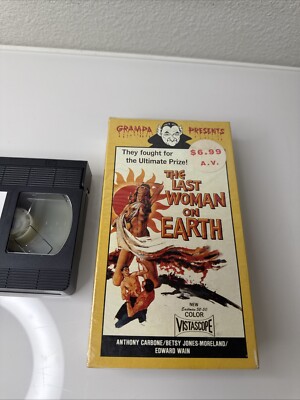 GRAMPA PRESENTS
They fought for
the Ultimate Prize!
$6.99
A.V.
THE
LAST
WOMAN
ON
EARTH
NEW
COLOR
VISTASCOPE
ANTHONY CARBONE/BETSY JONES-MORELAND/
EDWARD WAIN